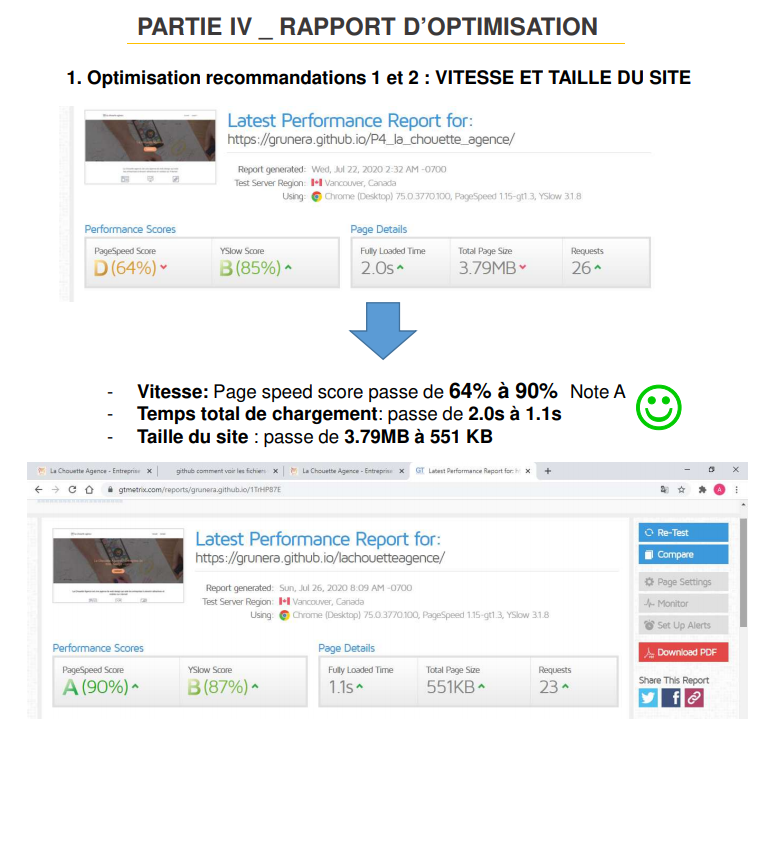 PARTIE IV _ RAPPORT D'OPTIMISATION
1. Optimisation recommandations 1 et 2 : VITESSE ET TAILLE DU SITE
Latest Performance Report for:
https://grunera.github.io/P4_la_chouette_agence/
Report generated: Wed, Jul 22, 2020 2:32 AM -0700
Test Server Region: Vancouver, Canada
Using: Chrome (Desktop) 75.0.3770.100, PageSpeed 1.15-gt1.3, YSlow 3.1.8
Performance Scores
Page Details
PageSpeed Score
YSlow Score
Fully Loaded Time
Total Page Size
Requests
D (64%)
B (85%)
2.0s
3.79MB
26
- Vitesse: Page speed score passe de 64% à 90% Note A
- Temps total de chargement: passe de 2.0s à 1.1s
- Taille du site : passe de 3.79MB à 551 KB
La Chouette Agence - Entreprise
github comment voir les fichiers
La Chouette Agence - Entreprise
Latest Performance Report for: h
gtmetrix.com/reports/grunera.github.io/1TrHP87E
Latest Performance Report for:
https://grunera.github.io/lachouetteagence/
Report generated: Sun, Jul 26, 2020 8:09 AM -0700
Test Server Region: Vancouver, Canada
Using: Chrome (Desktop) 75.0.3770.100, PageSpeed 1.15-gt1.3, YSlow 3.1.8
Performance Scores
Page Details
PageSpeed Score
YSlow Score
Fully Loaded Time
Total Page Size
Requests
A (90%)
B (87%)
1.1s
551KB
23
Re-Test
Compare
Page Settings
Monitor
Set Up Alerts
Download PDF
Share This Report